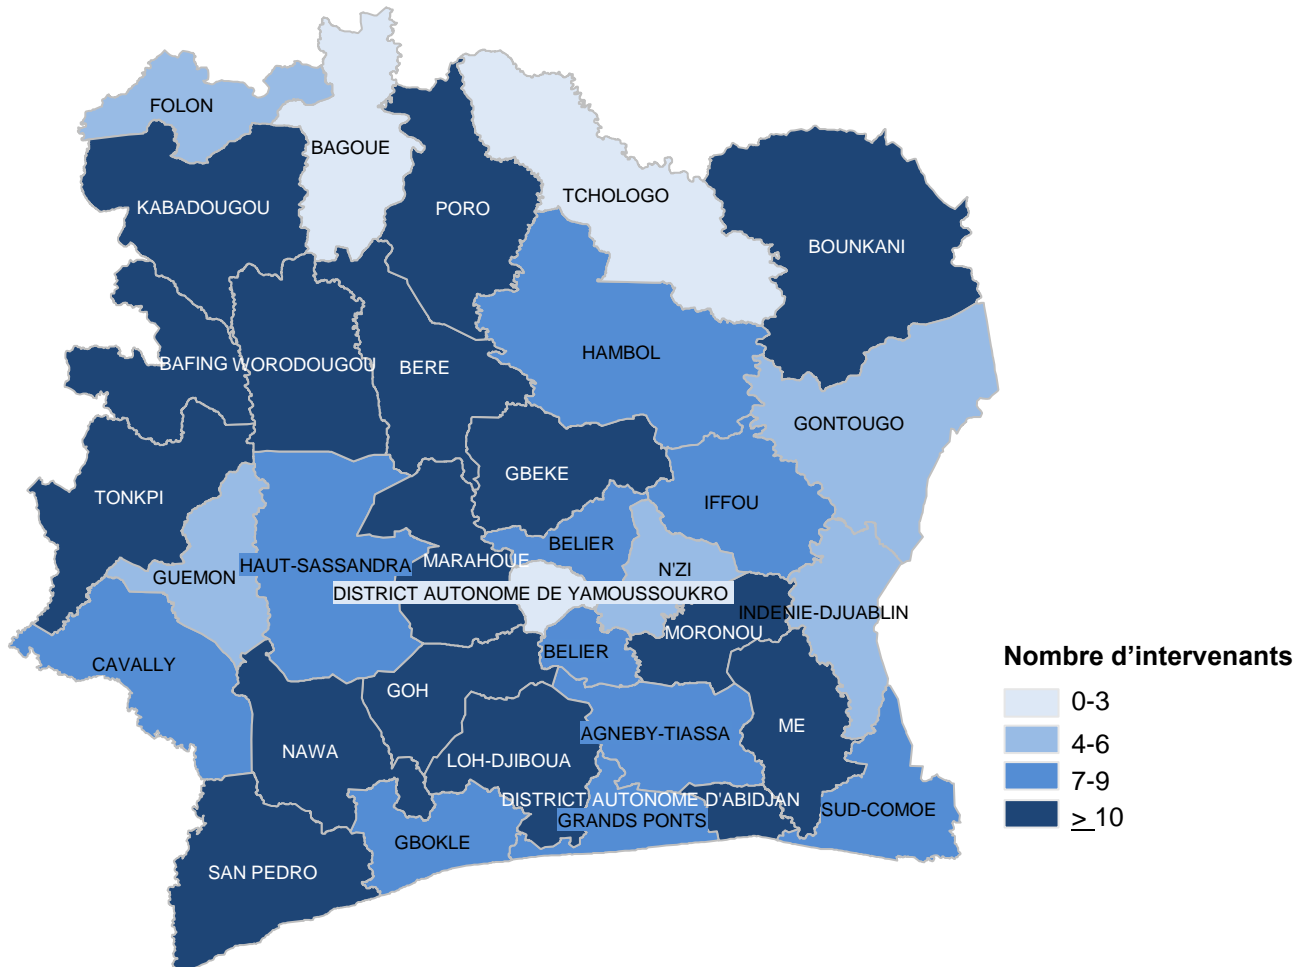 FOLON
BAGOUE
KABADOUGOU
PORO
TCHOLOGO
BOUNKANI
HAMBOL
BAFING
WORODOUGOU
BERE
GONTOUGO
TONKPI
GBEKE
IFFOU
BELIER
HAUT-SASSANDRA
MARAHOUE
N'ZI
GUEMON
DISTRICT AUTONOME DE YAMOUSSOUKRO
INDENIE-DJUABLIN
MORONOU
BELIER
CAVALLY
GOH
AGNEBY-TIASSA
ME
NAWA
LOH-DJIBOUA
DISTRICT AUTONOME D'ABIDJAN
GRANDS PONTS
SUD-COMOE
GBOKLE
SAN PEDRO
Nombre d’intervenants
0-3
4-6
7-9
> 10